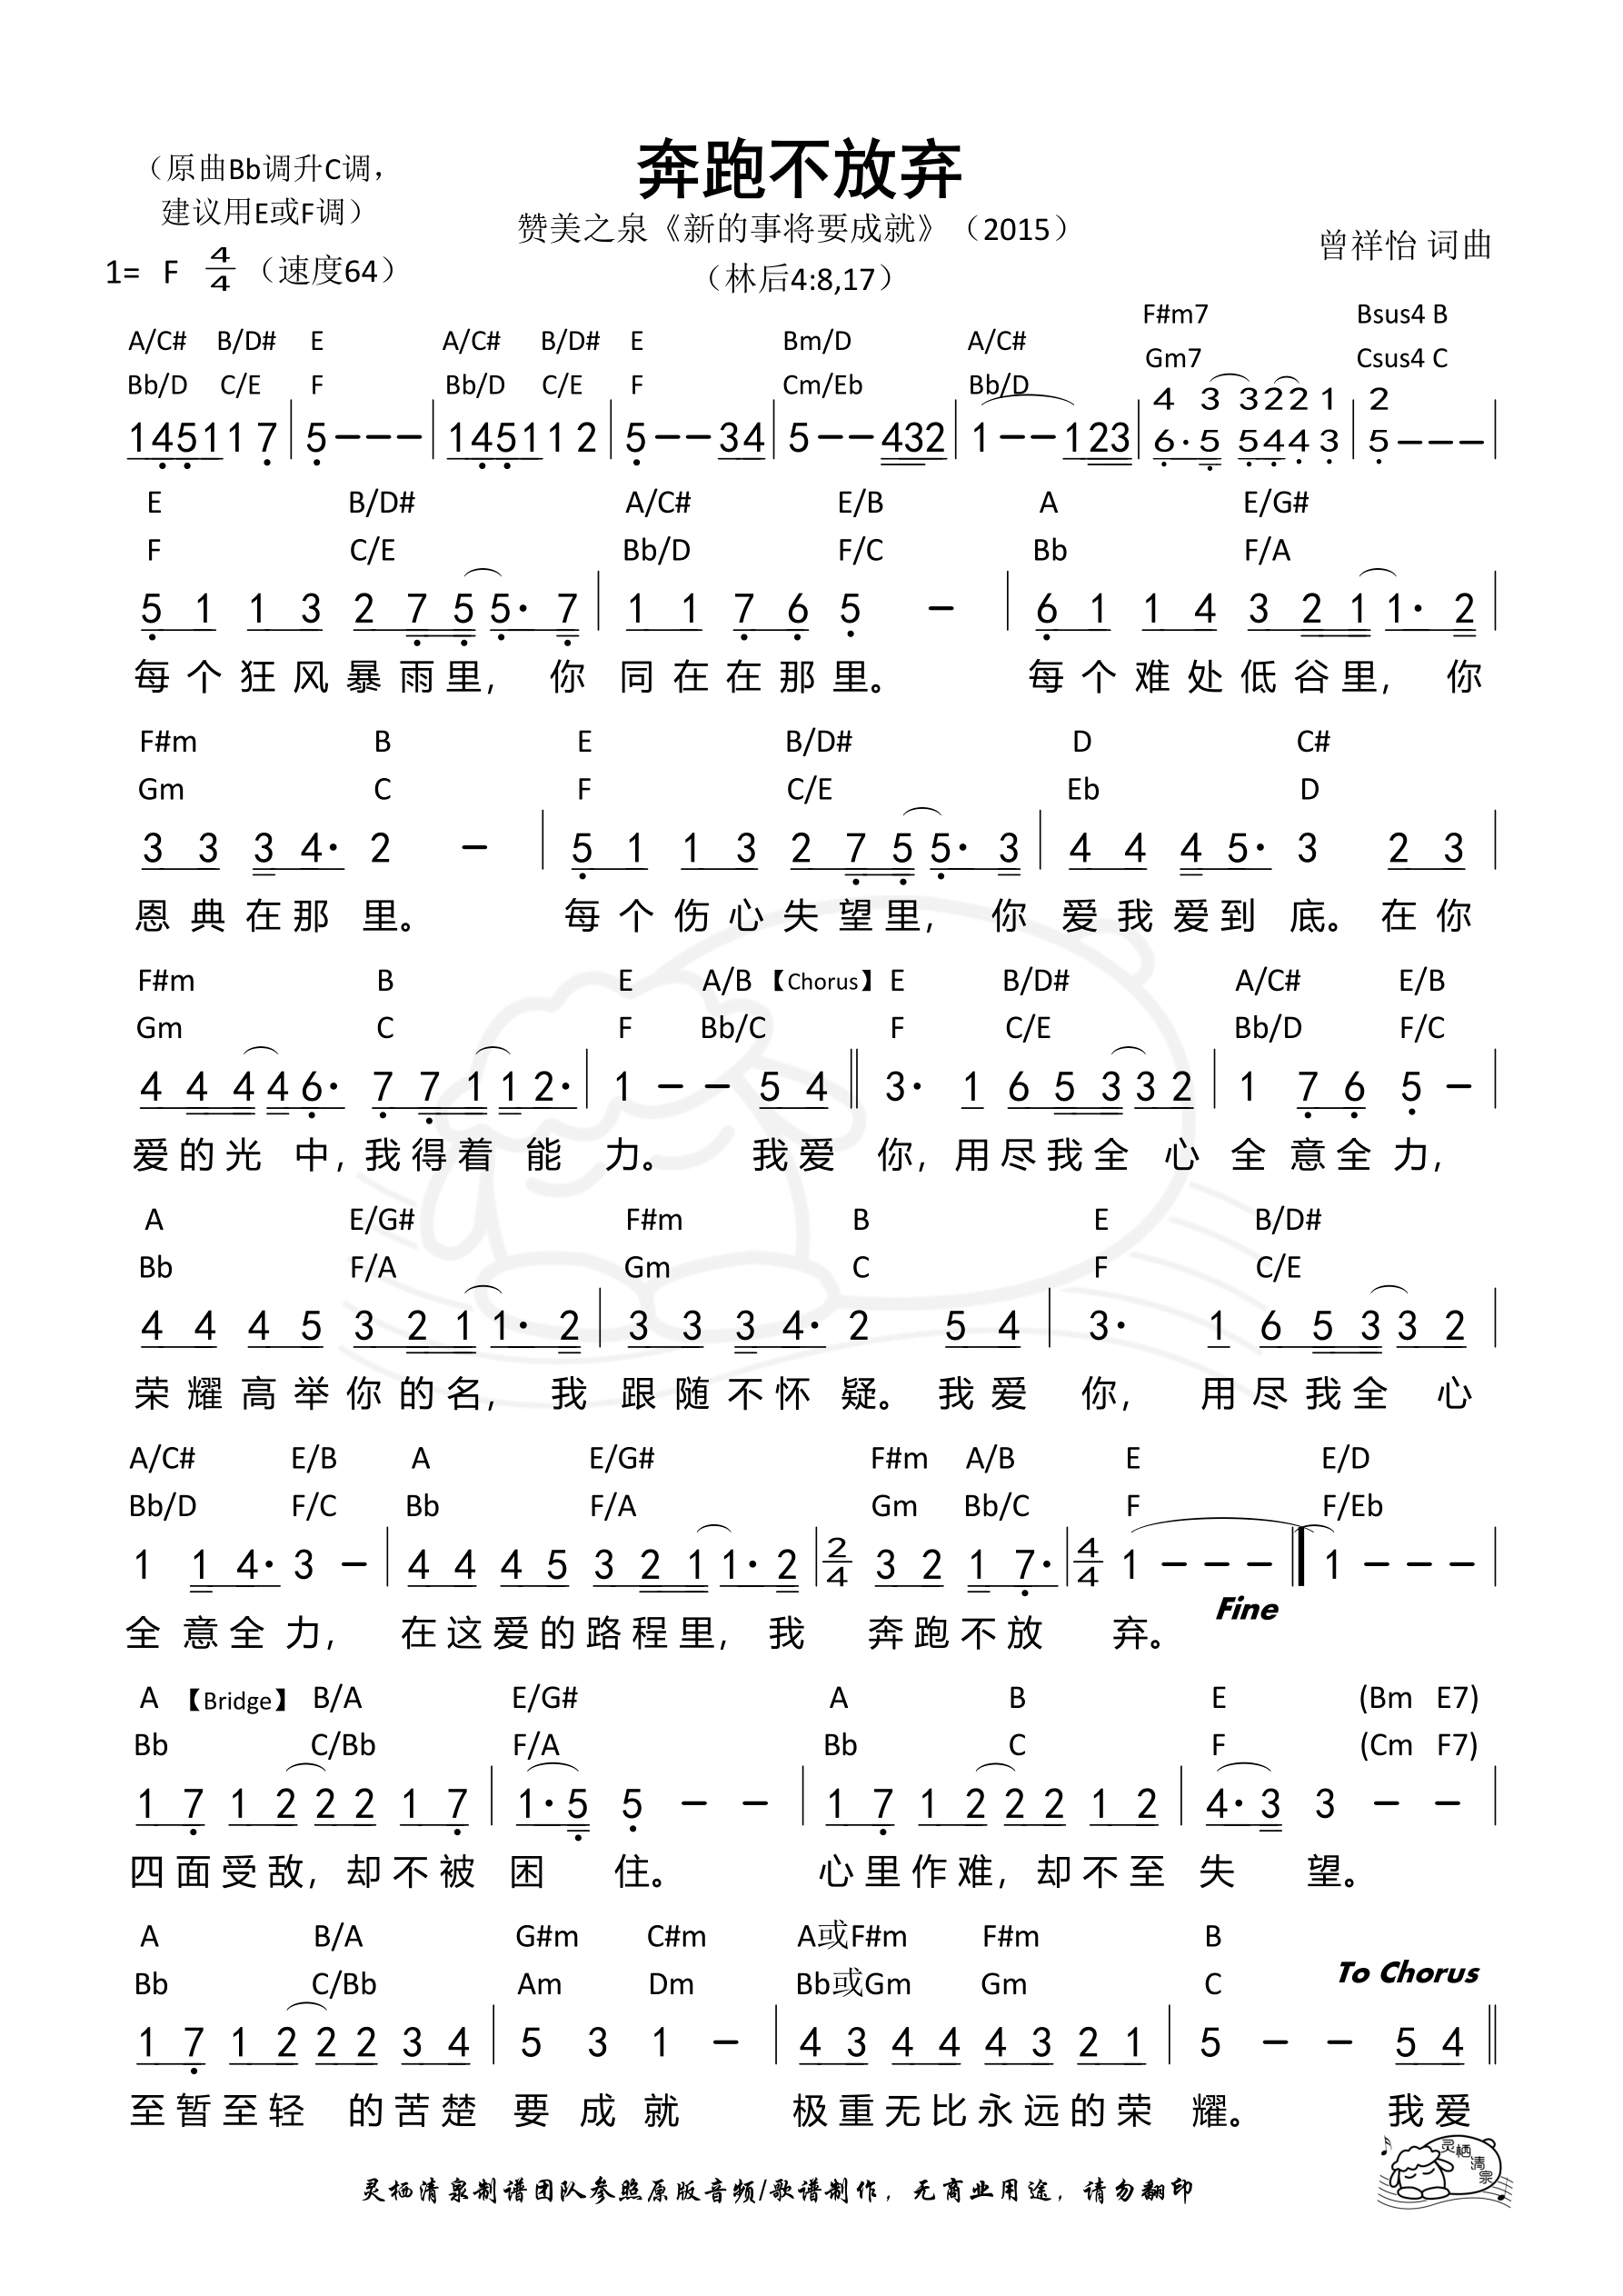 （原曲Bb调升C调，
建议用E或F调）
奔跑不放弃
赞美之泉《新的事将要成就》（2015）
（林后4:8,17）
曾祥怡 词曲
1= F 4/4 （速度64）
F#m7 Bsus4 B
A/C# B/D# E A/C# B/D# E Bm/D A/C# Gm7 Csus4 C
Bb/D C/E F Bb/D C/E F Cm/Eb Bb/D
4 3 3 2 2 1 | 2
1 4 5 1 1 7 | 5 – – – | 1 4 5 1 1 2 | 5 – – 3 4 | 5 – – 4 3 2 | 1 – – 1 2 3 | 6· 5 5 4 4 3 | 5 – – – |
E B/D# A/C# E/B A E/G#
F C/E Bb/D F/C Bb F/A
5 1 1 3 2 7 5 5· 7 | 1 1 7 6 5 – | 6 1 1 4 3 2 1 1· 2 |
每个狂风暴雨里， 你 同在在那里。 每个难处低谷里， 你
F#m B E B/D# D C#
Gm C F C/E Eb D
3 3 3 4· 2 – | 5 1 1 3 2 7 5 5· 3 | 4 4 4 5· 3 2 3 |
恩典在那 里。 每个伤心失望里， 你 爱我爱到 底。在你
F#m B E A/B 【Chorus】 E B/D# A/C# E/B
Gm C F Bb/C F C/E Bb/D F/C
4 4 4 4 6· 7 7 1 1 2· | 1 – – 5 4 || 3· 1 6 5 3 3 2 | 1 7 6 5 – |
爱的光 中，我得着 能 力。 我爱 你，用尽我全 心 全意全力，
A E/G# F#m B E B/D#
Bb F/A Gm C F C/E
4 4 4 5 3 2 1 1· 2 | 3 3 3 4· 2 5 4 | 3· 1 6 5 3 3 2 |
荣耀高举你的名， 我 跟随不怀 疑。我爱 你， 用尽我全 心
A/C# E/B A E/G# F#m A/B E E/D
Bb/D F/C Bb F/A Gm Bb/C F F/Eb
1 1 4· 3 – | 4 4 4 5 3 2 1 1· 2 | 2/4 3 2 1 7· | 4/4 1 – – – | 1 – – – |
Fine
全意全力， 在这爱的路程里，我 奔跑不放 弃。
A 【Bridge】 B/A E/G# A B E (Bm E7)
Bb C/Bb F/A Bb C F (Cm F7)
1 7 1 2 2 2 1 7 | 1· 5 5 – – | 1 7 1 2 2 2 1 2 | 4· 3 3 – – |
四面受敌，却不被 困 住。 心里作难，却不至 失 望。
A B/A G#m C#m A或F#m F#m B
Bb C/Bb Am Dm Bb或Gm Gm C
To Chorus
1 7 1 2 2 2 3 4 | 5 3 1 – | 4 3 4 4 4 3 2 1 | 5 – – 5 4 ||
至暂至轻 的苦楚 要成就 极重无比永远的荣 耀。 我爱
灵栖清泉制谱团队参照原版音频/歌谱制作，无商业用途，请勿翻印
灵栖清泉